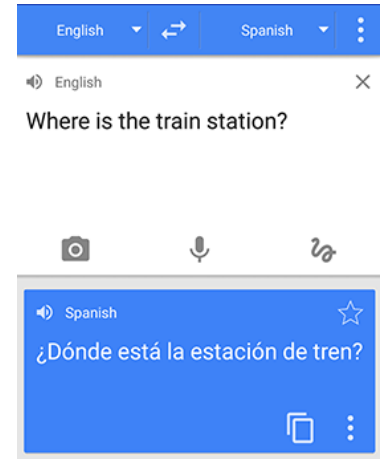 English Spanish
English
Where is the train station?
Spanish
¿Dónde está la estación de tren?